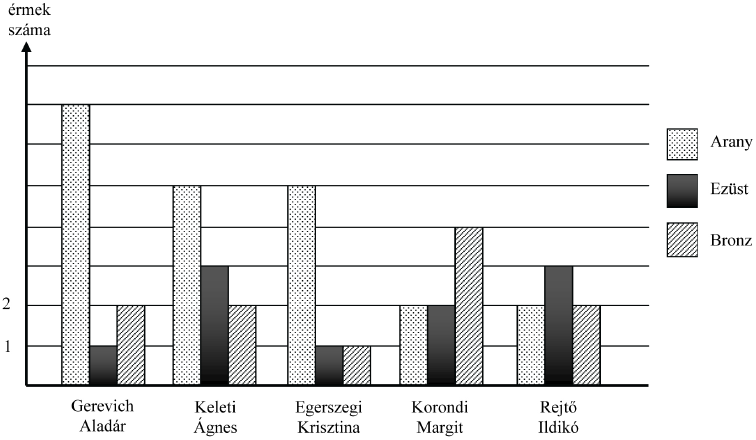 érmek
száma
Arany
Ezüst
Bronz
2
1
Gerevich
Aladár
Keleti
Ágnes
Egerszegi
Krisztina
Korondi
Margit
Rejtő
Ildikó